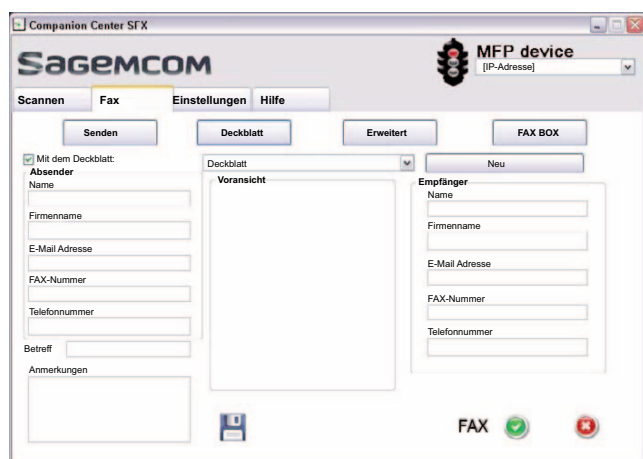 Companion Center SFX
SAGEMCOM
MFP device
[IP-Adresse]
Scannen Fax Einstellungen Hilfe
Senden Deckblatt Erweitert FAX BOX
Mit dem Deckblatt: Deckblatt Neu
Absender
Name
Firmenname
E-Mail Adresse
FAX-Nummer
Telefonnummer
Betreff
Anmerkungen
Voransicht
Empfänger
Name
Firmenname
E-Mail Adresse
FAX-Nummer
Telefonnummer
FAX